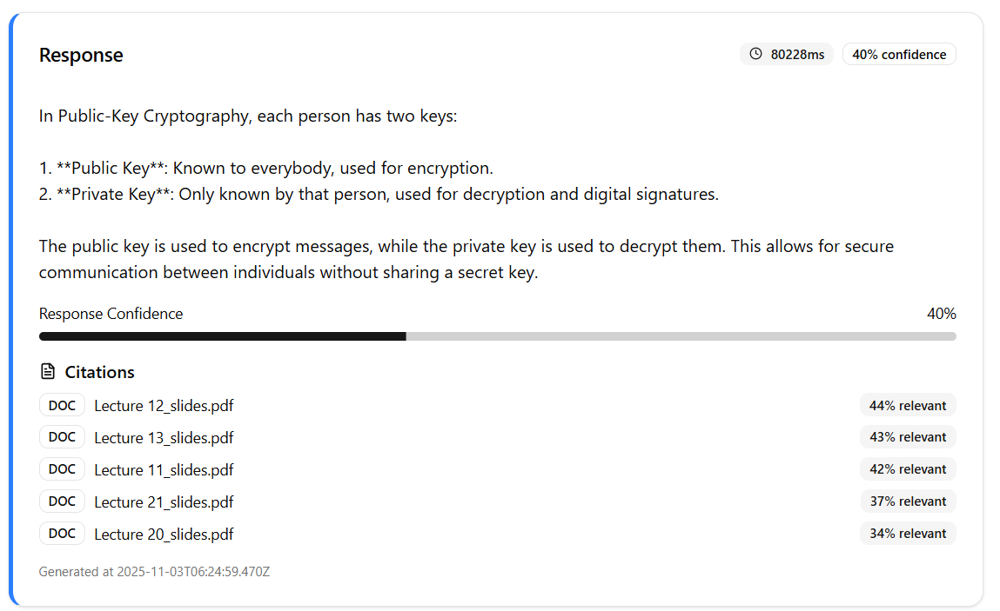 Response
80228ms
40% confidence
In Public-Key Cryptography, each person has two keys:
1. **Public Key**: Known to everybody, used for encryption.
2. **Private Key**: Only known by that person, used for decryption and digital signatures.
The public key is used to encrypt messages, while the private key is used to decrypt them. This allows for secure
communication between individuals without sharing a secret key.
Response Confidence 40%
Citations
DOC Lecture 12_slides.pdf 44% relevant
DOC Lecture 13_slides.pdf 43% relevant
DOC Lecture 11_slides.pdf 42% relevant
DOC Lecture 21_slides.pdf 37% relevant
DOC Lecture 20_slides.pdf 34% relevant
Generated at 2025-11-03T06:24:59.470Z